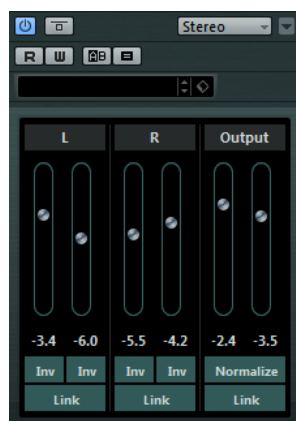 Stereo
R W AB
L R Output
-3.4 -6.0 -5.5 -4.2 -2.4 -3.5
Inv Inv Inv Inv Normalize
Link Link Link